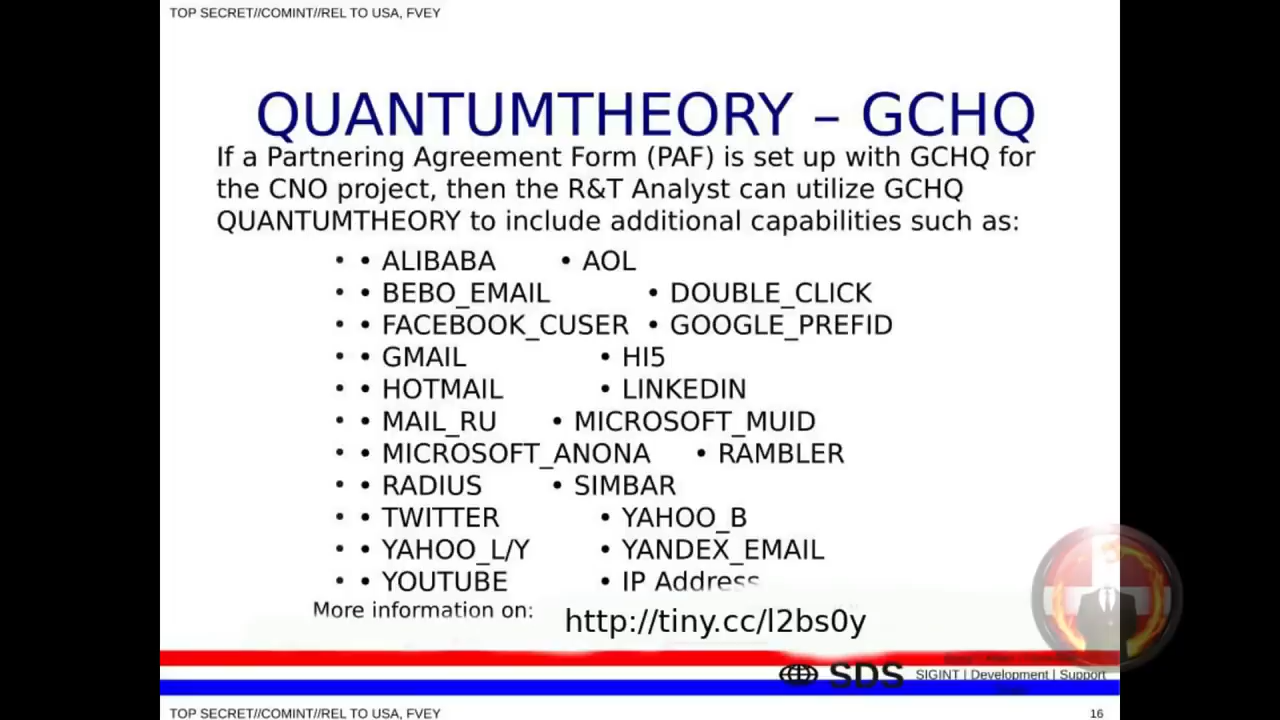 TOP SECRET//COMINT//REL TO USA, FVEY
QUANTUMTHEORY – GCHQ
If a Partnering Agreement Form (PAF) is set up with GCHQ for
the CNO project, then the R&T Analyst can utilize GCHQ
QUANTUMTHEORY to include additional capabilities such as:
• • ALIBABA • AOL
• • BEBO_EMAIL • DOUBLE_CLICK
• • FACEBOOK_CUSER • GOOGLE_PREFID
• • GMAIL • HI5
• • HOTMAIL • LINKEDIN
• • MAIL_RU • MICROSOFT_MUID
• • MICROSOFT_ANONA • RAMBLER
• • RADIUS • SIMBAR
• • TWITTER • YAHOO_B
• • YAHOO_L/Y • YANDEX_EMAIL
• • YOUTUBE • IP Address
More information on: http://tiny.cc/l2bs0y
SDS SIGINT | Development | Support
TOP SECRET//COMINT//REL TO USA, FVEY 16